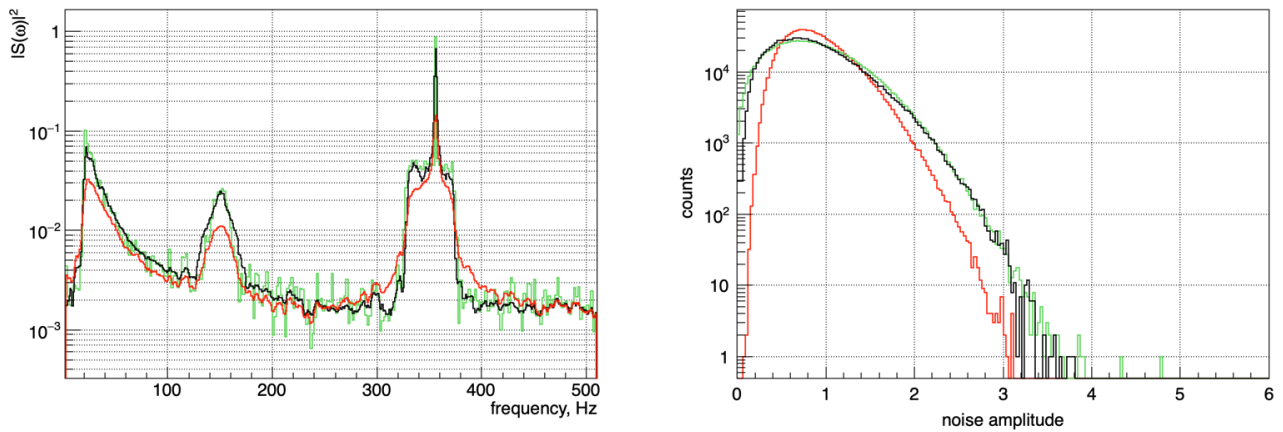 |S(ω)|²
1
10⁻¹
10⁻²
10⁻³
100 200 300 400 500
frequency, Hz
counts
10⁴
10³
10²
10
1
0 1 2 3 4 5 6
noise amplitude